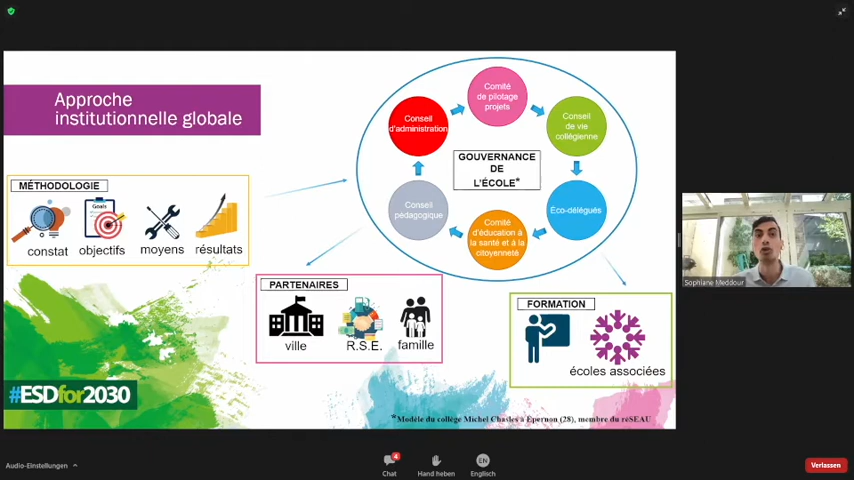 Approche
institutionnelle globale
MÉTHODOLOGIE
Goals
constat
objectifs
moyens
résultats
Comité
de pilotage
projets
Conseil
de vie
collégienne
Éco-délégués
Comité
d'éducation à
la santé et à la
citoyenneté
Conseil
pédagogique
Conseil
d'administration
GOUVERNANCE
DE
L'ÉCOLE*
PARTENAIRES
ville
R.S.E.
famille
FORMATION
écoles associées
#ESDfor2030
*Modèle du collège Michel Chasles à Épernon (28), membre du réSEAU
Sophiane Meddour
Audio-Einstellungen
4
Chat
Hand heben
EN
Englisch
Verlassen